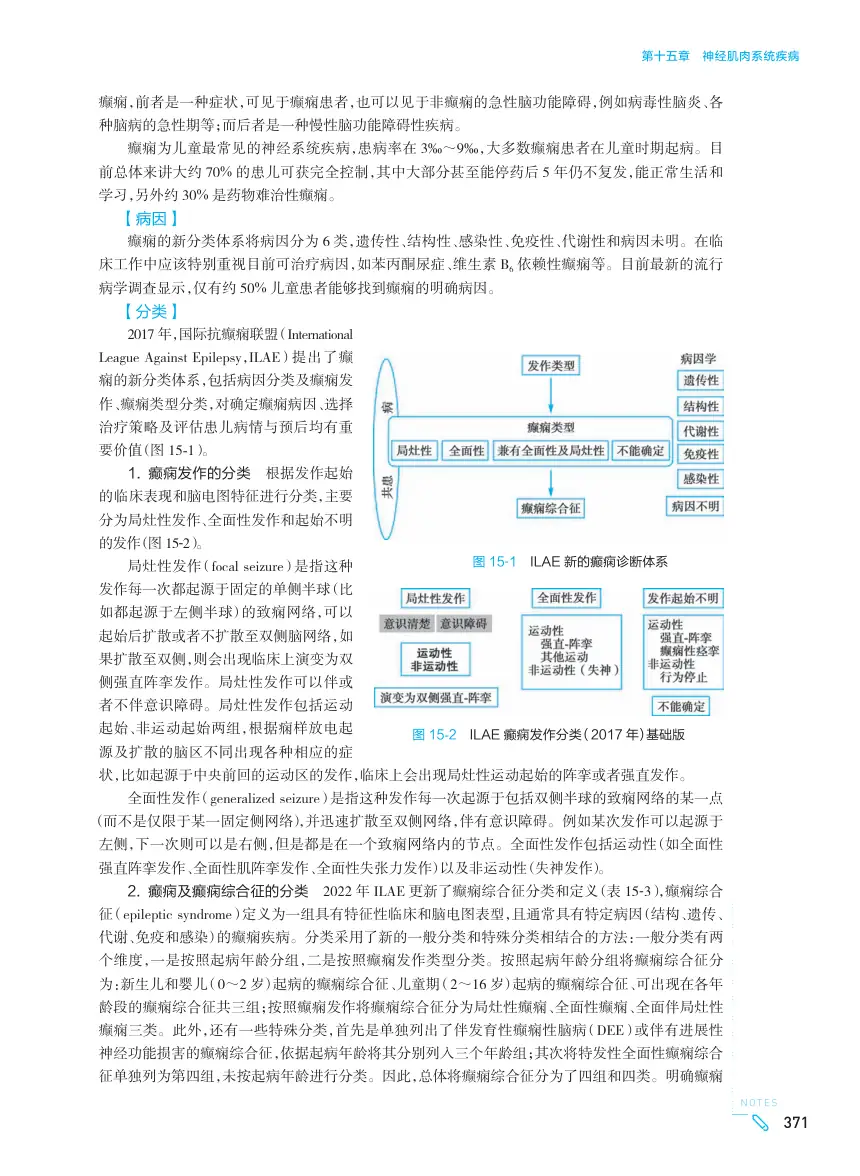 第十五章 神经肌肉系统疾病
癫痫,前者是一种症状,可见于癫痫患者,也可以见于非癫痫的急性脑功能障碍,例如病毒性脑炎、各
种脑病的急性期等;而后者是一种慢性脑功能障碍性疾病。
癫痫为儿童最常见的神经系统疾病,患病率在 3‰～9‰,大多数癫痫患者在儿童时期起病。目
前总体来讲大约 70% 的患儿可获完全控制,其中大部分甚至能停药后 5 年仍不复发,能正常生活和
学习,另外约 30% 是药物难治性癫痫。
【病因】
癫痫的新分类体系将病因分为 6 类,遗传性、结构性、感染性、免疫性、代谢性和病因未明。在临
床工作中应该特别重视目前可治疗病因,如苯丙酮尿症、维生素 B₆ 依赖性癫痫等。目前最新的流行
病学调查显示,仅有约 50% 儿童患者能够找到癫痫的明确病因。
【分类】
2017 年,国际抗癫痫联盟(International
League Against Epilepsy,ILAE)提出了癫
痫的新分类体系,包括病因分类及癫痫发
作、癫痫类型分类,对确定癫痫病因、选择
治疗策略及评估患儿病情与预后均有重
要价值(图 15-1)。
1. 癫痫发作的分类 根据发作起始
的临床表现和脑电图特征进行分类,主要
分为局灶性发作、全面性发作和起始不明
的发作(图 15-2)。
局灶性发作(focal seizure)是指这种
发作每一次都起源于固定的单侧半球(比
如都起源于左侧半球)的致痫网络,可以
起始后扩散或者不扩散至双侧脑网络,如
果扩散至双侧,则会出现临床上演变为双
侧强直阵挛发作。局灶性发作可以伴或
者不伴意识障碍。局灶性发作包括运动
起始、非运动起始两组,根据痫样放电起
源及扩散的脑区不同出现各种相应的症
发作类型
病因学
遗传性
结构性
代谢性
免疫性
感染性
病因不明
共患病
癫痫类型
局灶性 全面性 兼有全面性及局灶性 不能确定
癫痫综合征
图 15-1 ILAE 新的癫痫诊断体系
局灶性发作
意识清楚 意识障碍
运动性
非运动性
演变为双侧强直-阵挛
全面性发作
运动性
强直-阵挛
其他运动
非运动性(失神)
发作起始不明
运动性
强直-阵挛
癫痫性痉挛
非运动性
行为停止
不能确定
图 15-2 ILAE 癫痫发作分类(2017 年)基础版
状,比如起源于中央前回的运动区的发作,临床上会出现局灶性运动起始的阵挛或者强直发作。
全面性发作(generalized seizure)是指这种发作每一次起源于包括双侧半球的致痫网络的某一点
(而不是仅限于某一固定侧网络),并迅速扩散至双侧网络,伴有意识障碍。例如某次发作可以起源于
左侧,下一次则可以是右侧,但是都是在一个致痫网络内的节点。全面性发作包括运动性(如全面性
强直阵挛发作、全面性肌阵挛发作、全面性失张力发作)以及非运动性(失神发作)。
2. 癫痫及癫痫综合征的分类 2022 年 ILAE 更新了癫痫综合征分类和定义(表 15-3),癫痫综合
征(epileptic syndrome)定义为一组具有特征性临床和脑电图表型,且通常具有特定病因(结构、遗传、
代谢、免疫和感染)的癫痫疾病。分类采用了新的一般分类和特殊分类相结合的方法:一般分类有两
个维度,一是按照起病年龄分组,二是按照癫痫发作类型分类。按照起病年龄分组将癫痫综合征分
为:新生儿和婴儿(0～2 岁)起病的癫痫综合征、儿童期(2～16 岁)起病的癫痫综合征、可出现在各年
龄段的癫痫综合征共三组;按照癫痫发作将癫痫综合征分为局灶性癫痫、全面性癫痫、全面伴局灶性
癫痫三类。此外,还有一些特殊分类,首先是单独列出了伴发育性癫痫性脑病(DEE)或伴有进展性
神经功能损害的癫痫综合征,依据起病年龄将其分别列入三个年龄组;其次将特发性全面性癫痫综合
征单独列为第四组,未按起病年龄进行分类。因此,总体将癫痫综合征分为了四组和四类。明确癫痫
NOTES
371